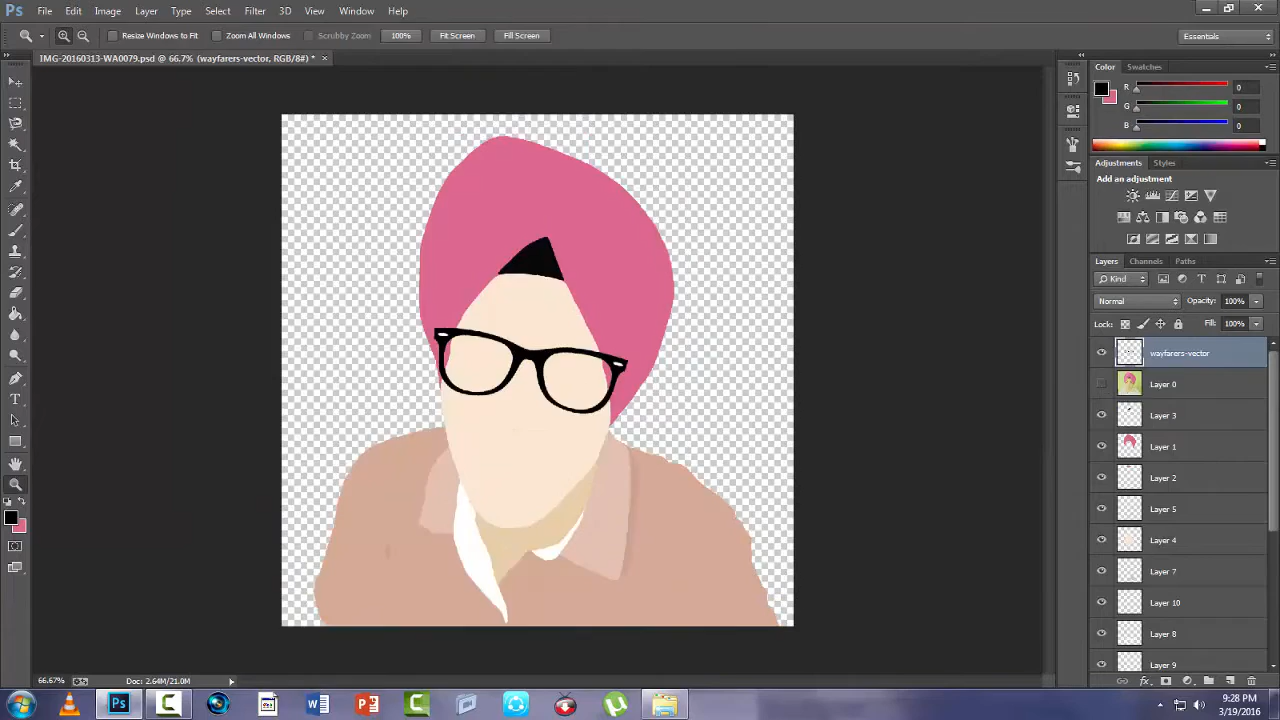 Ps File Edit Image Layer Type Select Filter 3D View Window Help
Resize Windows to Fit Zoom All Windows Scrubby Zoom 100% Fit Screen Fill Screen Essentials
IMG-20160313-WA0079.psd @ 66.7% (wayfarers-vector, RGB/8#) * ×
Color Swatches
R 0
G 0
B 0
Adjustments Styles
Add an adjustment
Layers Channels Paths
Kind
Normal Opacity: 100%
Lock: Fill: 100%
wayfarers-vector
Layer 0
Layer 3
Layer 1
Layer 2
Layer 5
Layer 4
Layer 7
Layer 10
Layer 8
Layer 9
66.67% Doc: 2.64M/21.0M
9:28 PM
3/19/2016